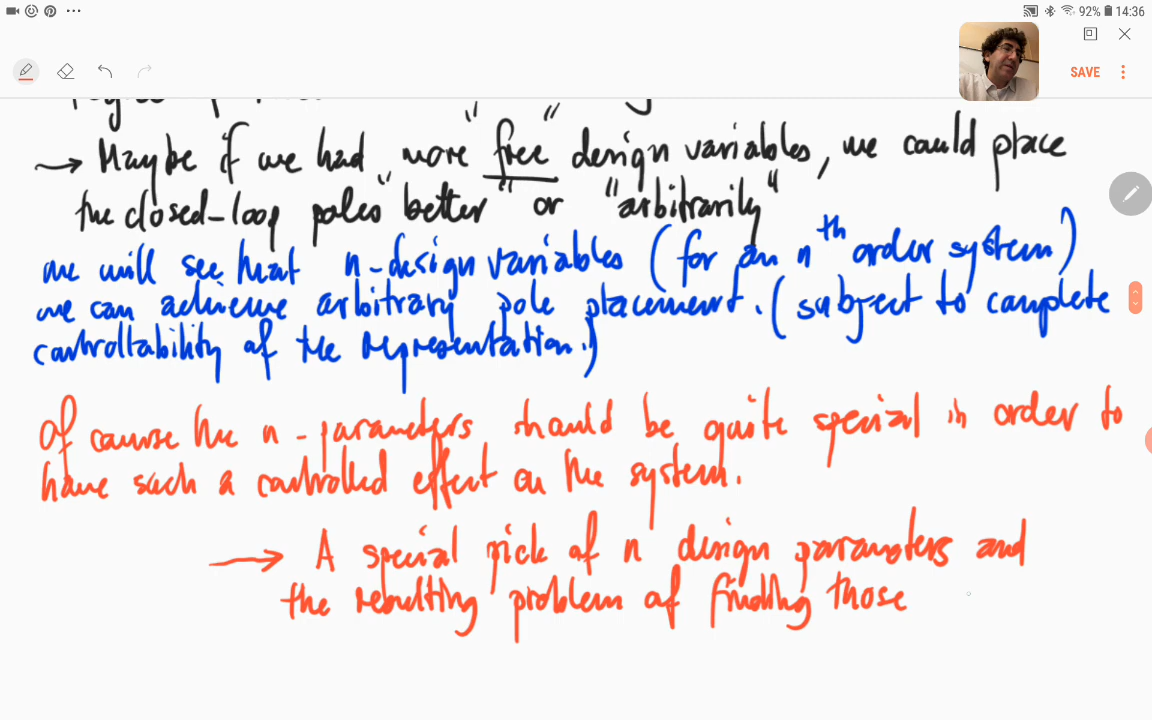 92% 14:36
SAVE
→ Maybe if we had more "free" design variables, we could place
the closed-loop poles "better" or "arbitrarily"
we will see that n-design variables (for an nth order system)
we can achieve arbitrary pole placement. (subject to complete
controllability of the representation.)
Of course the n-parameters should be quite special in order to
have such a controlled effect on the system.
→ A special pick of n design parameters and
the resulting problem of finding those